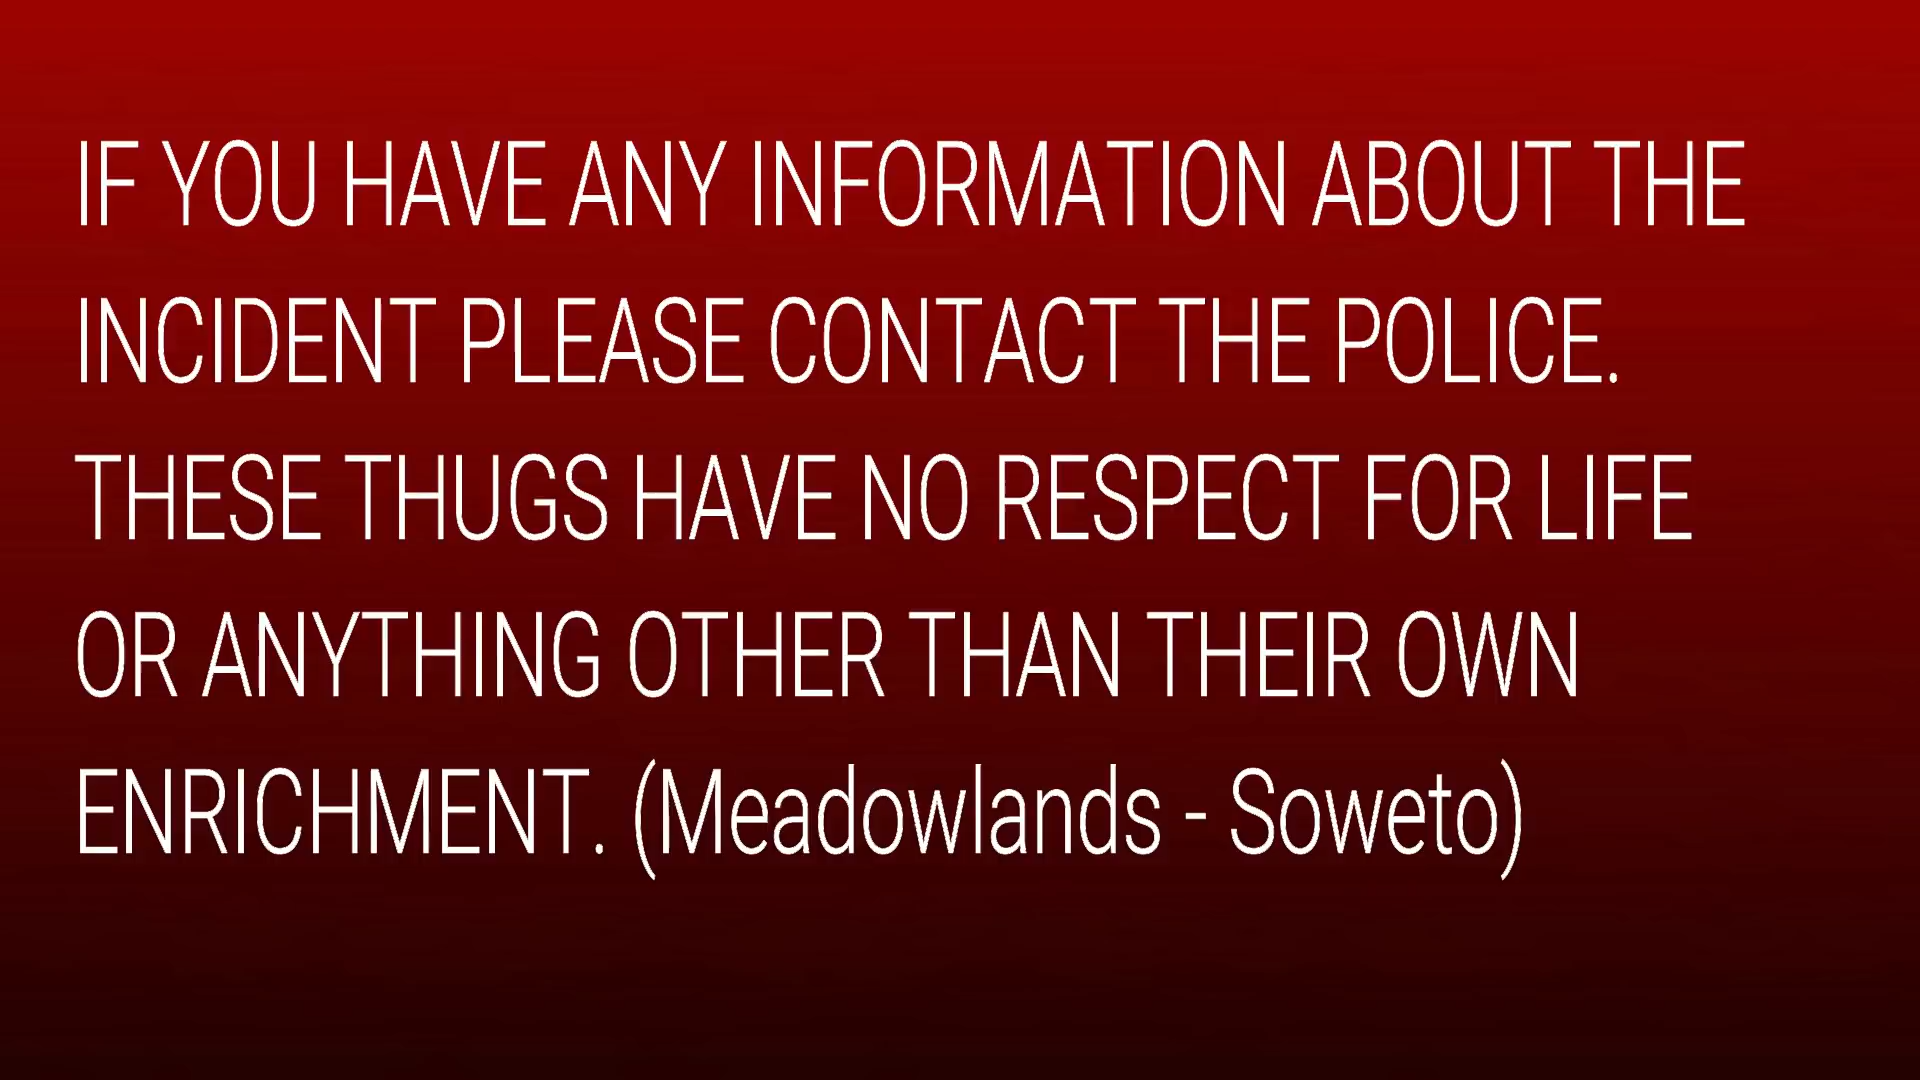 IF YOU HAVE ANY INFORMATION ABOUT THE
INCIDENT PLEASE CONTACT THE POLICE.
THESE THUGS HAVE NO RESPECT FOR LIFE
OR ANYTHING OTHER THAN THEIR OWN
ENRICHMENT. (Meadowlands - Soweto)